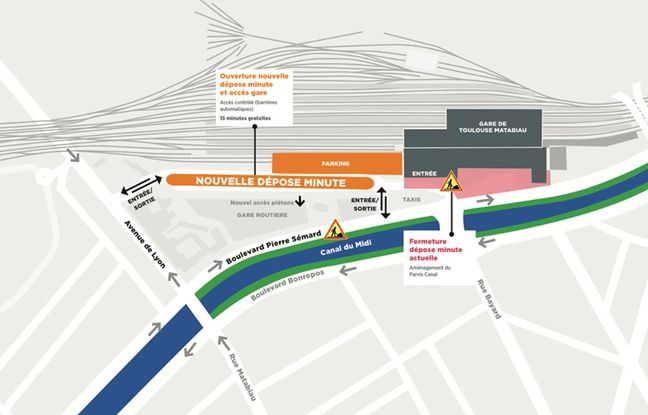 Ouverture nouvelle
dépose minute
et accès gare
Accès contrôlé (barrières
automatiques)
15 minutes gratuites
GARE DE
TOULOUSE MATABIAU
PARKING
ENTRÉE
NOUVELLE DÉPOSE MINUTE
ENTRÉE/
SORTIE
Nouvel accès piétons
GARE ROUTIERE
ENTRÉE/
SORTIE
TAXIS
Avenue de Lyon
Boulevard Pierre Sémard
Canal du Midi
Boulevard Bonrepos
Fermeture
dépose minute
actuelle
Aménagement du
Parvis Canal
Rue Bayard
Rue Matabiau